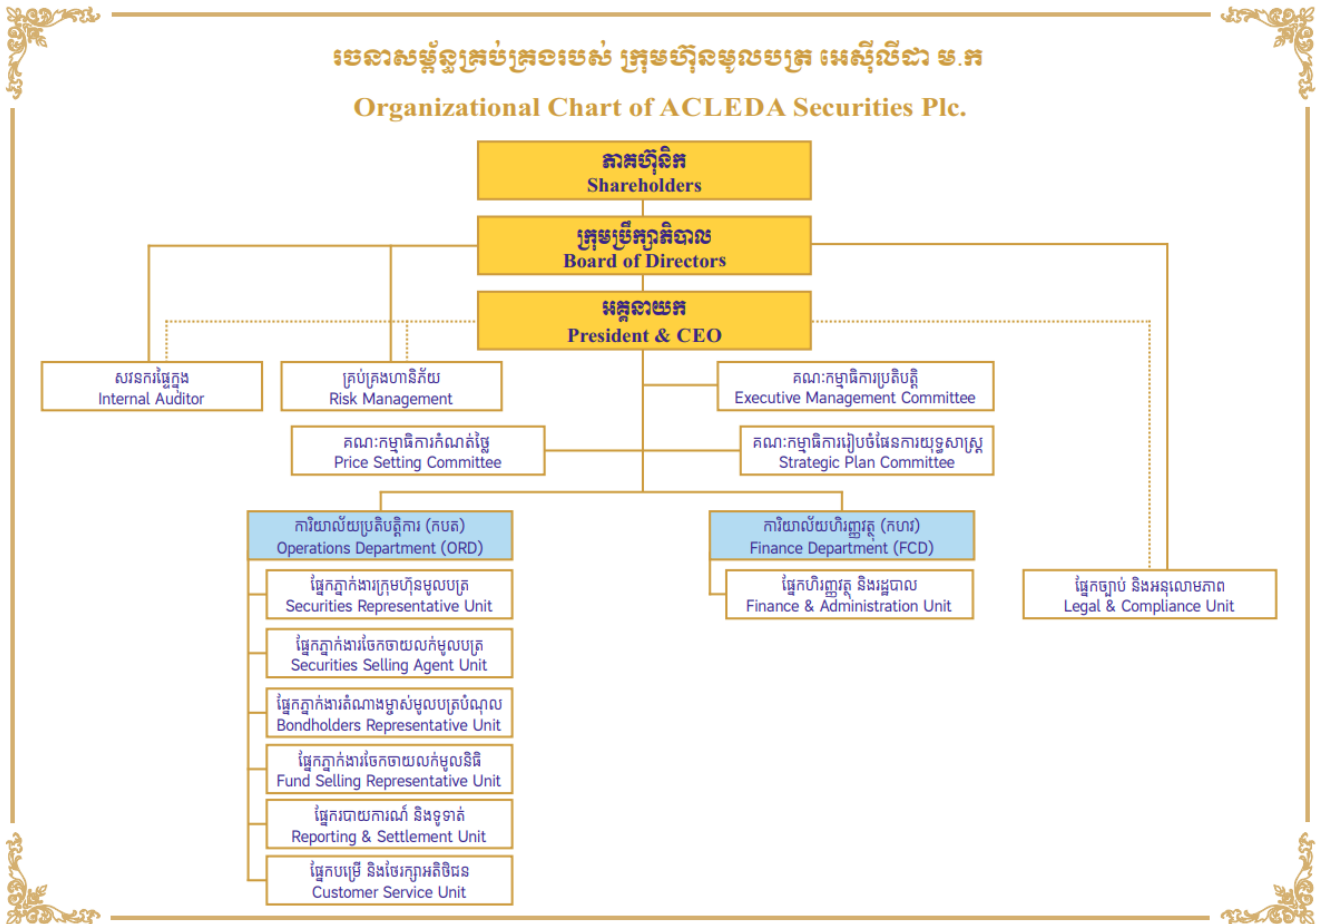 រចនាសម្ព័ន្ធគ្រប់គ្រងរបស់ ក្រុមហ៊ុនមូលបត្រ អេស៊ីលីដា ម.ក
Organizational Chart of ACLEDA Securities Plc.
ភាគហ៊ុនិក
Shareholders
ក្រុមប្រឹក្សាភិបាល
Board of Directors
អគ្គនាយក
President & CEO
សវនករផ្ទៃក្នុង
Internal Auditor
គ្រប់គ្រងហានិភ័យ
Risk Management
គណៈកម្មាធិការប្រតិបត្តិ
Executive Management Committee
គណៈកម្មាធិការកំណត់ថ្លៃ
Price Setting Committee
គណៈកម្មាធិការរៀបចំផែនការយុទ្ធសាស្ត្រ
Strategic Plan Committee
ការិយាល័យប្រតិបត្តិការ (កបត)
Operations Department (ORD)
ការិយាល័យហិរញ្ញវត្ថុ (កហវ)
Finance Department (FCD)
ផ្នែកភ្នាក់ងារក្រុមហ៊ុនមូលបត្រ
Securities Representative Unit
ផ្នែកហិរញ្ញវត្ថុ និងរដ្ឋបាល
Finance & Administration Unit
ផ្នែកច្បាប់ និងអនុលោមភាព
Legal & Compliance Unit
ផ្នែកភ្នាក់ងារចែកចាយលក់មូលបត្រ
Securities Selling Agent Unit
ផ្នែកភ្នាក់ងារតំណាងម្ចាស់មូលបត្របំណុល
Bondholders Representative Unit
ផ្នែកភ្នាក់ងារចែកចាយលក់មូលនិធិ
Fund Selling Representative Unit
ផ្នែករបាយការណ៍ និងទូទាត់
Reporting & Settlement Unit
ផ្នែកបម្រើ និងថែរក្សាអតិថិជន
Customer Service Unit